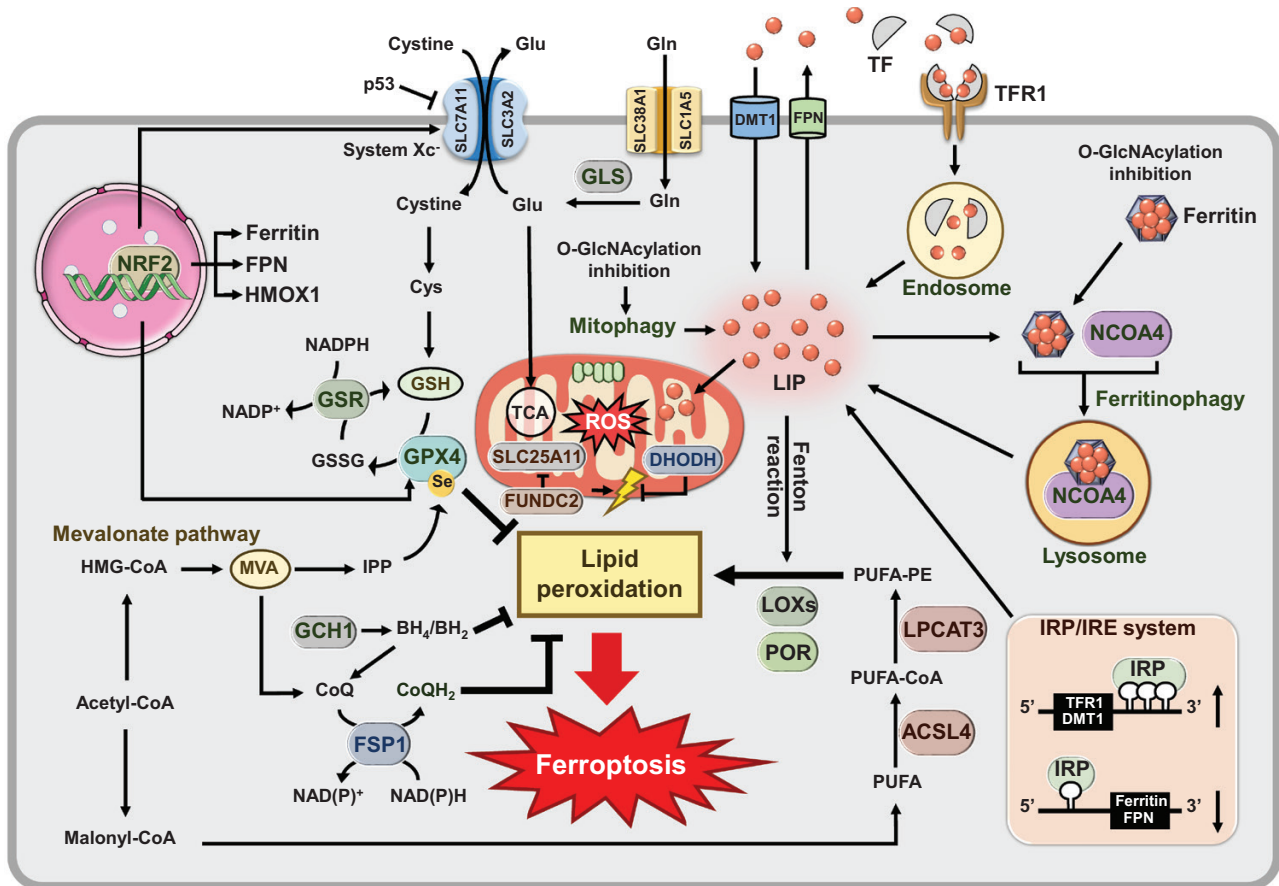 Cystine
Glu
Gln
TF
TFR1
p53
SLC7A11
SLC3A2
SLC38A1
SLC1A5
DMT1
FPN
System Xc-
GLS
Cystine
Glu
Gln
O-GlcNAcylation
inhibition
Ferritin
NRF2
Ferritin
FPN
HMOX1
Cys
O-GlcNAcylation
inhibition
Mitophagy
Endosome
LIP
NCOA4
Ferritinophagy
NADPH
GSR
NADP+
GSH
GSSG
GPX4
Se
TCA
ROS
SLC25A11
DHODH
FUNDC2
Fenton
reaction
NCOA4
Lysosome
Mevalonate pathway
HMG-CoA
MVA
IPP
Lipid
peroxidation
PUFA-PE
LOXs
POR
LPCAT3
GCH1
BH4/BH2
CoQ
CoQH2
Acetyl-CoA
FSP1
NAD(P)+
NAD(P)H
Ferroptosis
PUFA-CoA
ACSL4
PUFA
Malonyl-CoA
IRP/IRE system
IRP
5’
TFR1
DMT1
3’
IRP
5’
Ferritin
FPN
3’